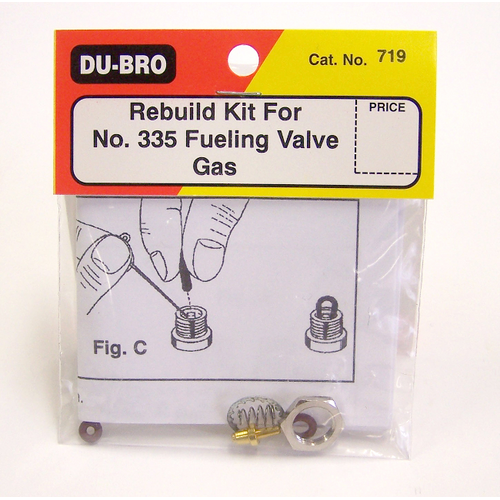 DU-BRO
Cat. No. 719
Rebuild Kit For
No. 335 Fueling Valve
Gas
PRICE
Fig. C